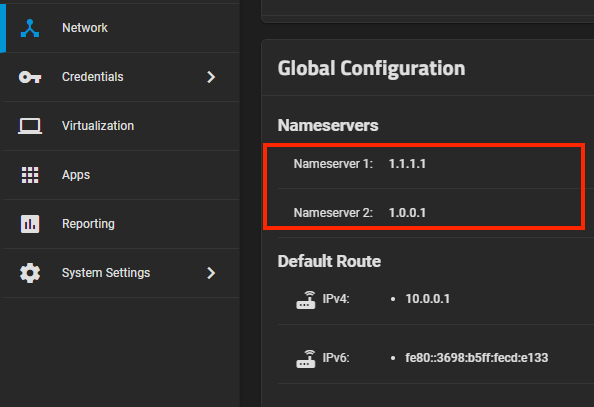 Network
Credentials
Virtualization
Apps
Reporting
System Settings
Global Configuration
Nameservers
Nameserver 1: 1.1.1.1
Nameserver 2: 1.0.0.1
Default Route
IPv4: • 10.0.0.1
IPv6: • fe80::3698:b5ff:fecd:e133